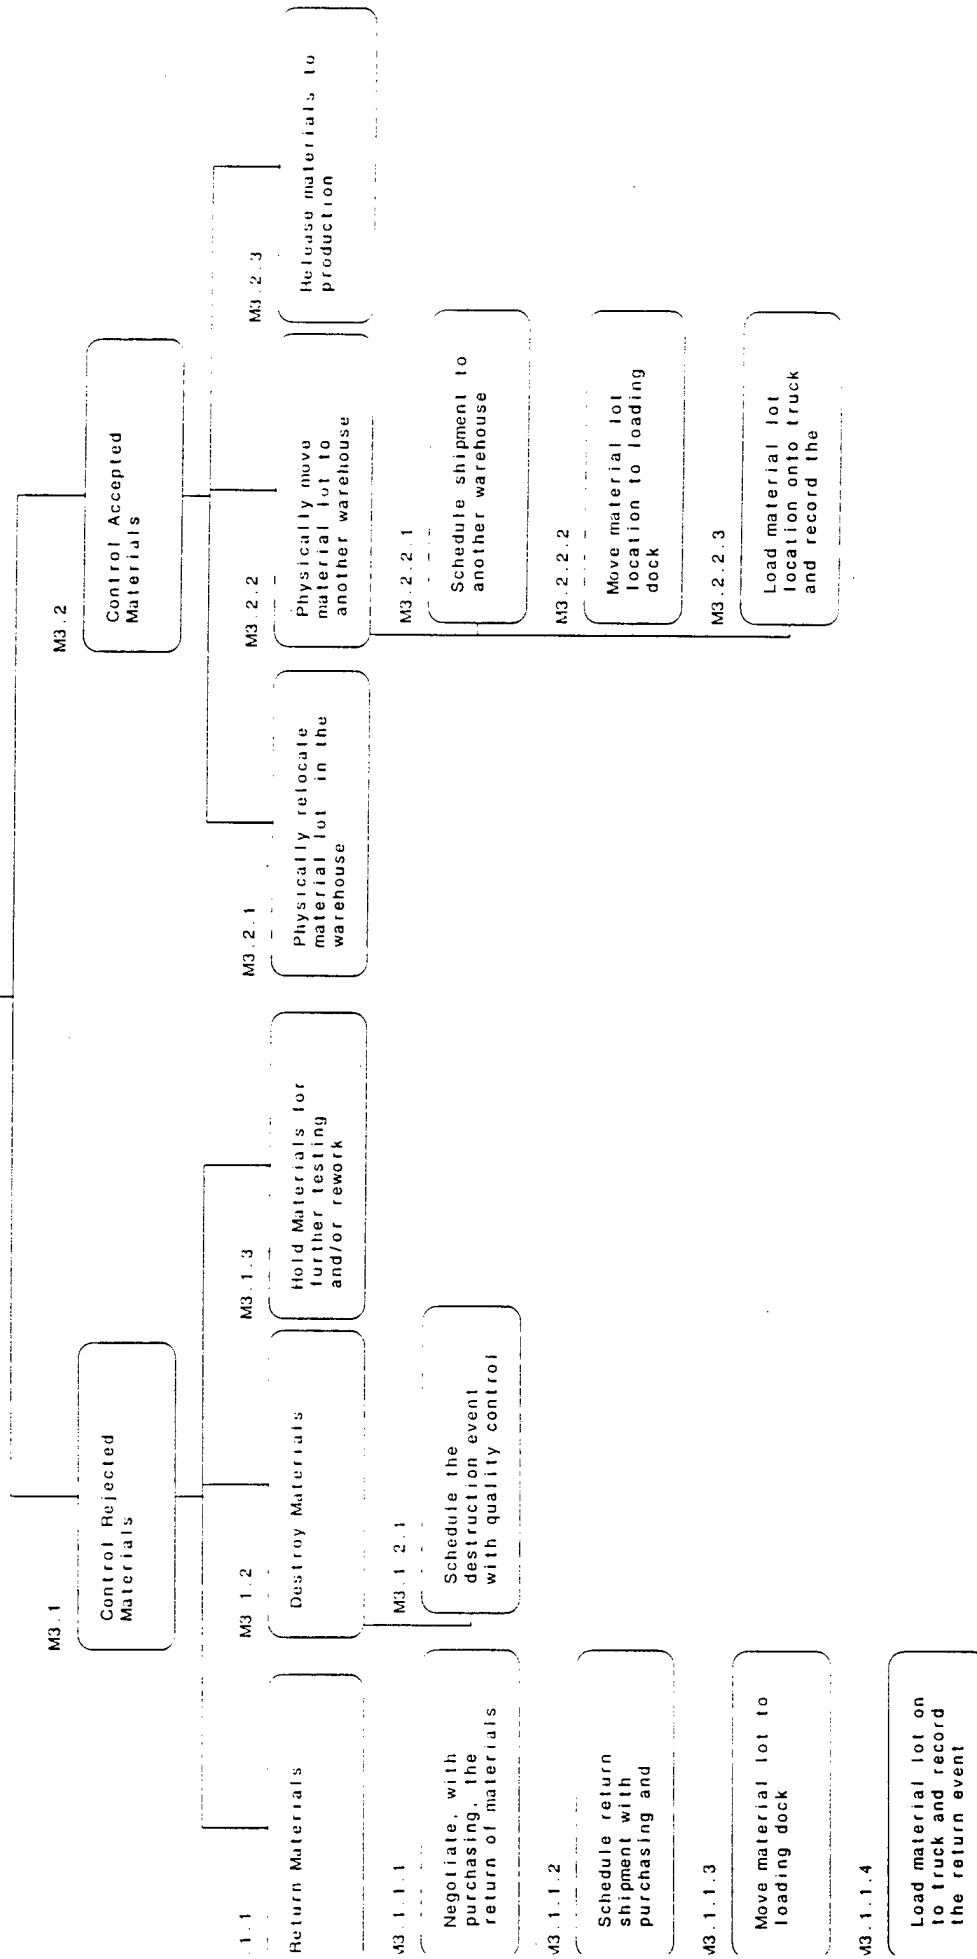 M3.1
Control Rejected
Materials
M3.2
Control Accepted
Materials
.1.1
Return Materials
M3 1.2
Destroy Materials
M3.1.3
Hold Materials for
further testing
and/or rework
M3.2.1
Physically relocate
material lot in the
warehouse
M3.2.2
Physically move
material lot to
another warehouse
M3.2.3
Release materials to
production
M3.1.1.1
Negotiate, with
purchasing, the
return of materials
M3.1.1.2
Schedule return
shipment with
purchasing and
M3.1.1.3
Move material lot to
loading dock
M3.1.1.4
Load material lot on
to truck and record
the return event
M3.1 2.1
Schedule the
destruction event
with quality control
M3.2.2.1
Schedule shipment to
another warehouse
M3.2.2.2
Move material lot
location to loading
dock
M3.2.2.3
Load material lot
location onto truck
and record the